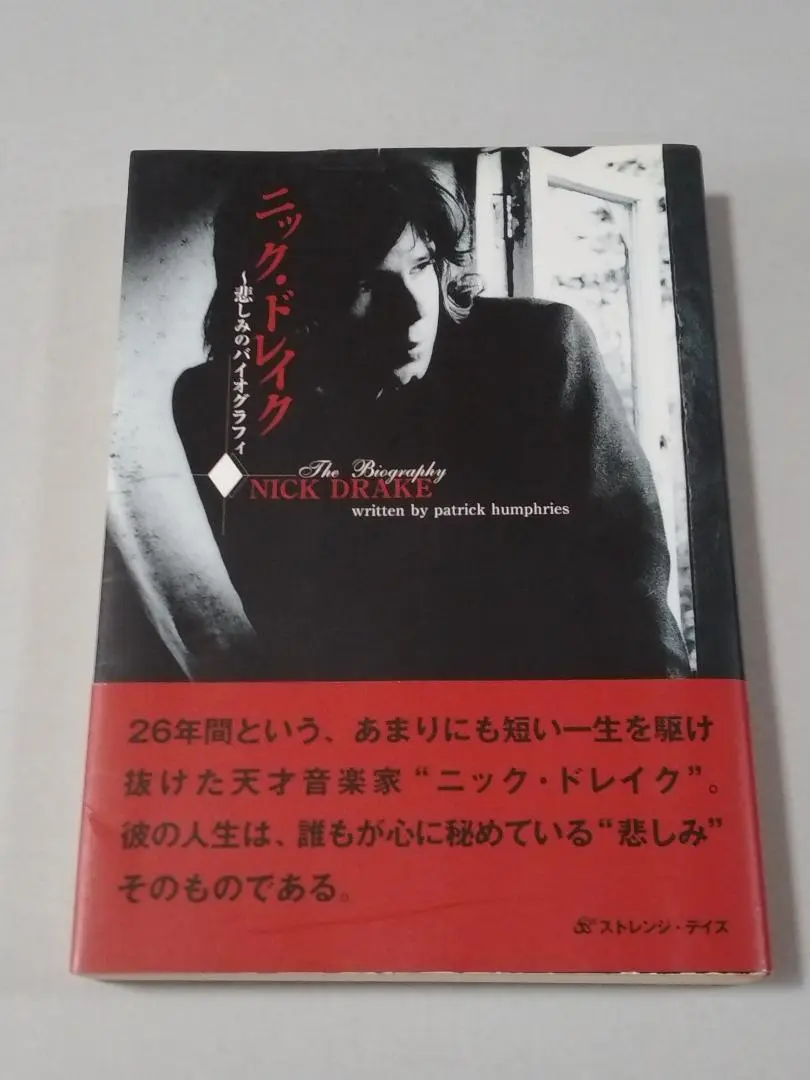 ニック・ドレイク
~悲しみのバイオグラフィ
The Biography
NICK DRAKE
written by patrick humphries
26年間という、あまりにも短い一生を駆け
抜けた天才音楽家“ニック・ドレイク”。
彼の人生は、誰もが心に秘めている“悲しみ”
そのものである。
ストレンジ・デイズ